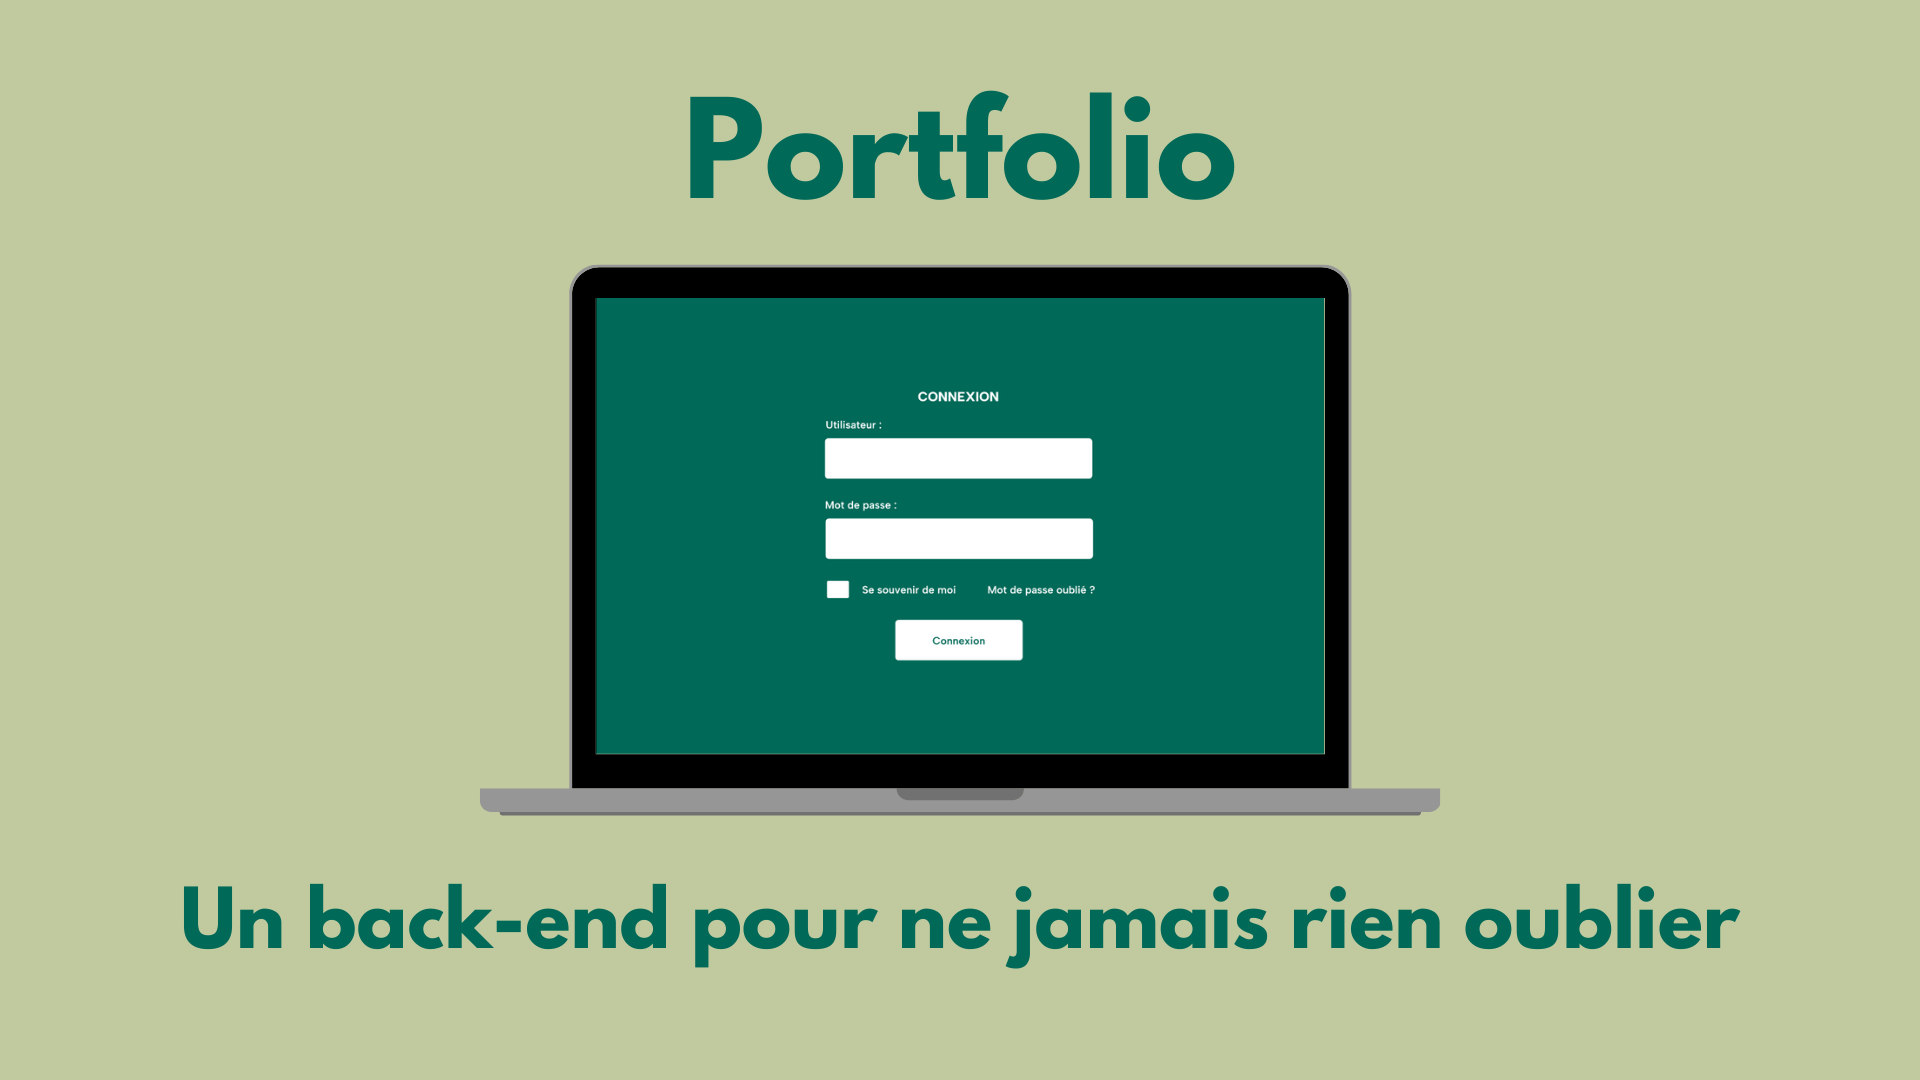 Portfolio
CONNEXION
Utilisateur :
Mot de passe :
Se souvenir de moi Mot de passe oublié ?
Connexion
Un back-end pour ne jamais rien oublier